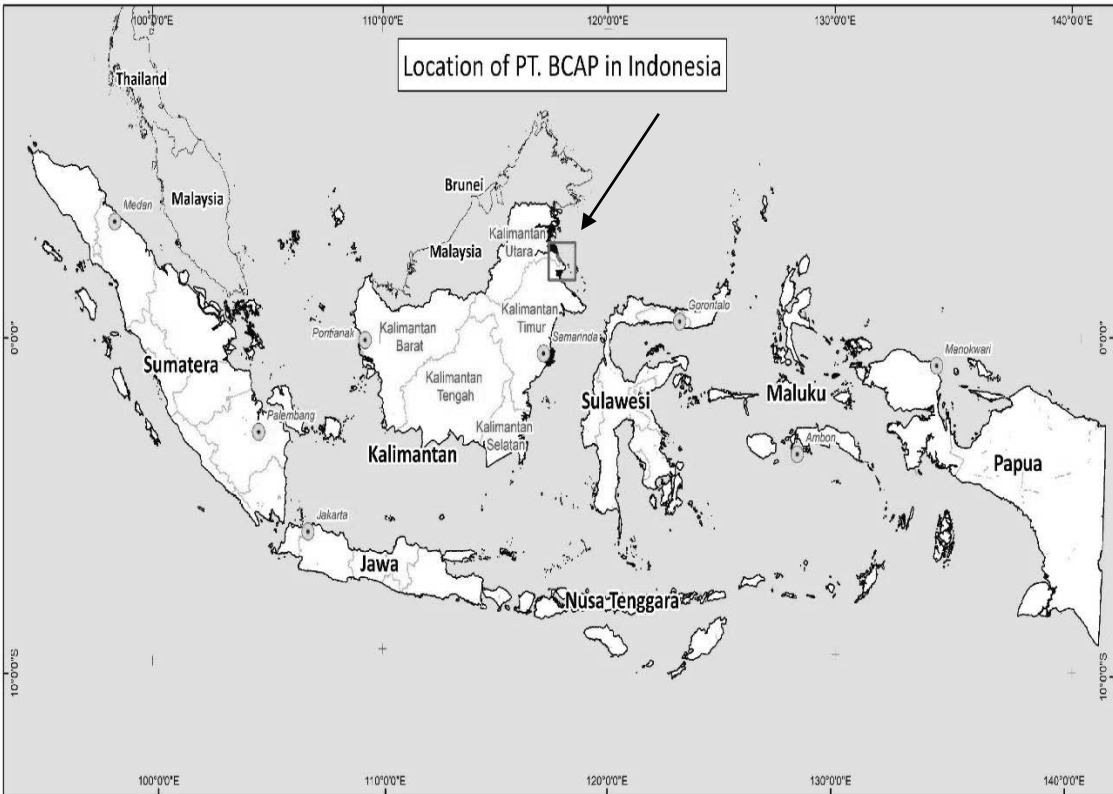 100°0'0"E 110°0'0"E 120°0'0"E 130°0'0"E 140°0'0"E
Location of PT. BCAP in Indonesia
Thailand
Malaysia
Medan
Brunei
Malaysia
Kalimantan
Utara
Kalimantan
Timur
Gorontalo
Pontianak
Kalimantan
Barat
Samarinda
0°0'0"
0°0'0"
Manokwari
Sumatera
Kalimantan
Tengah
Sulawesi
Maluku
Palembang
Kalimantan
Selatan
Kalimantan
Ambon
Papua
Jakarta
Jawa
Nusa Tenggara
10°0'0"S
10°0'0"S
100°0'0"E 110°0'0"E 120°0'0"E 130°0'0"E 140°0'0"E